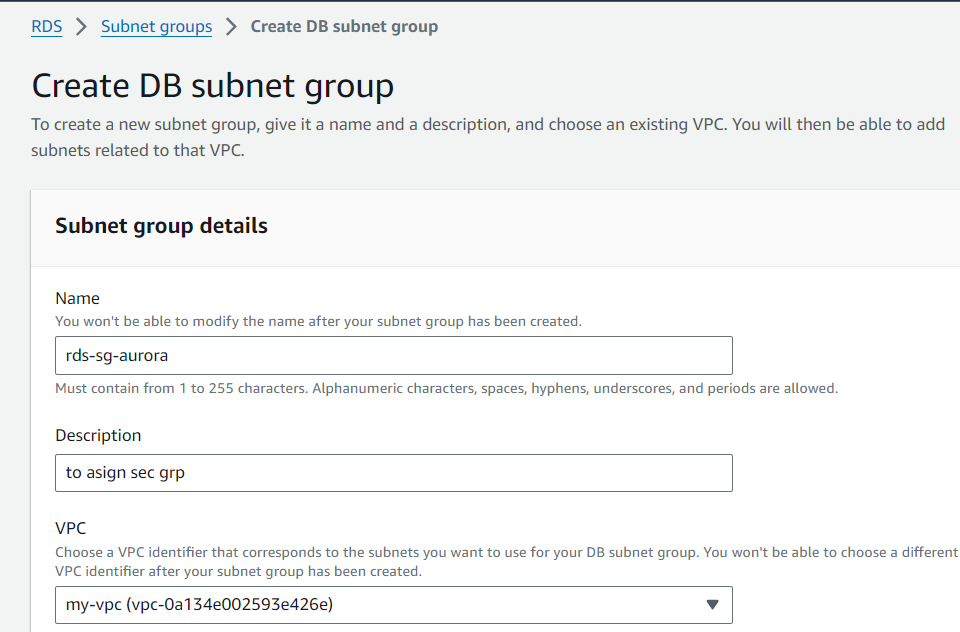 RDS > Subnet groups > Create DB subnet group
Create DB subnet group
To create a new subnet group, give it a name and a description, and choose an existing VPC. You will then be able to add
subnets related to that VPC.
Subnet group details
Name
You won't be able to modify the name after your subnet group has been created.
rds-sg-aurora
Must contain from 1 to 255 characters. Alphanumeric characters, spaces, hyphens, underscores, and periods are allowed.
Description
to asign sec grp
VPC
Choose a VPC identifier that corresponds to the subnets you want to use for your DB subnet group. You won't be able to choose a different
VPC identifier after your subnet group has been created.
my-vpc (vpc-0a134e002593e426e)